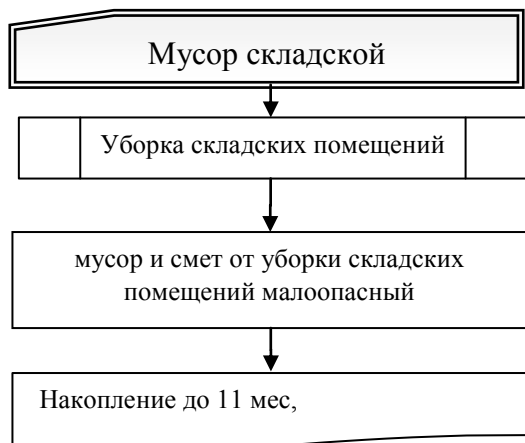 Мусор складской
Уборка складских помещений
мусор и смет от уборки складских
помещений малоопасный
Накопление до 11 мес,